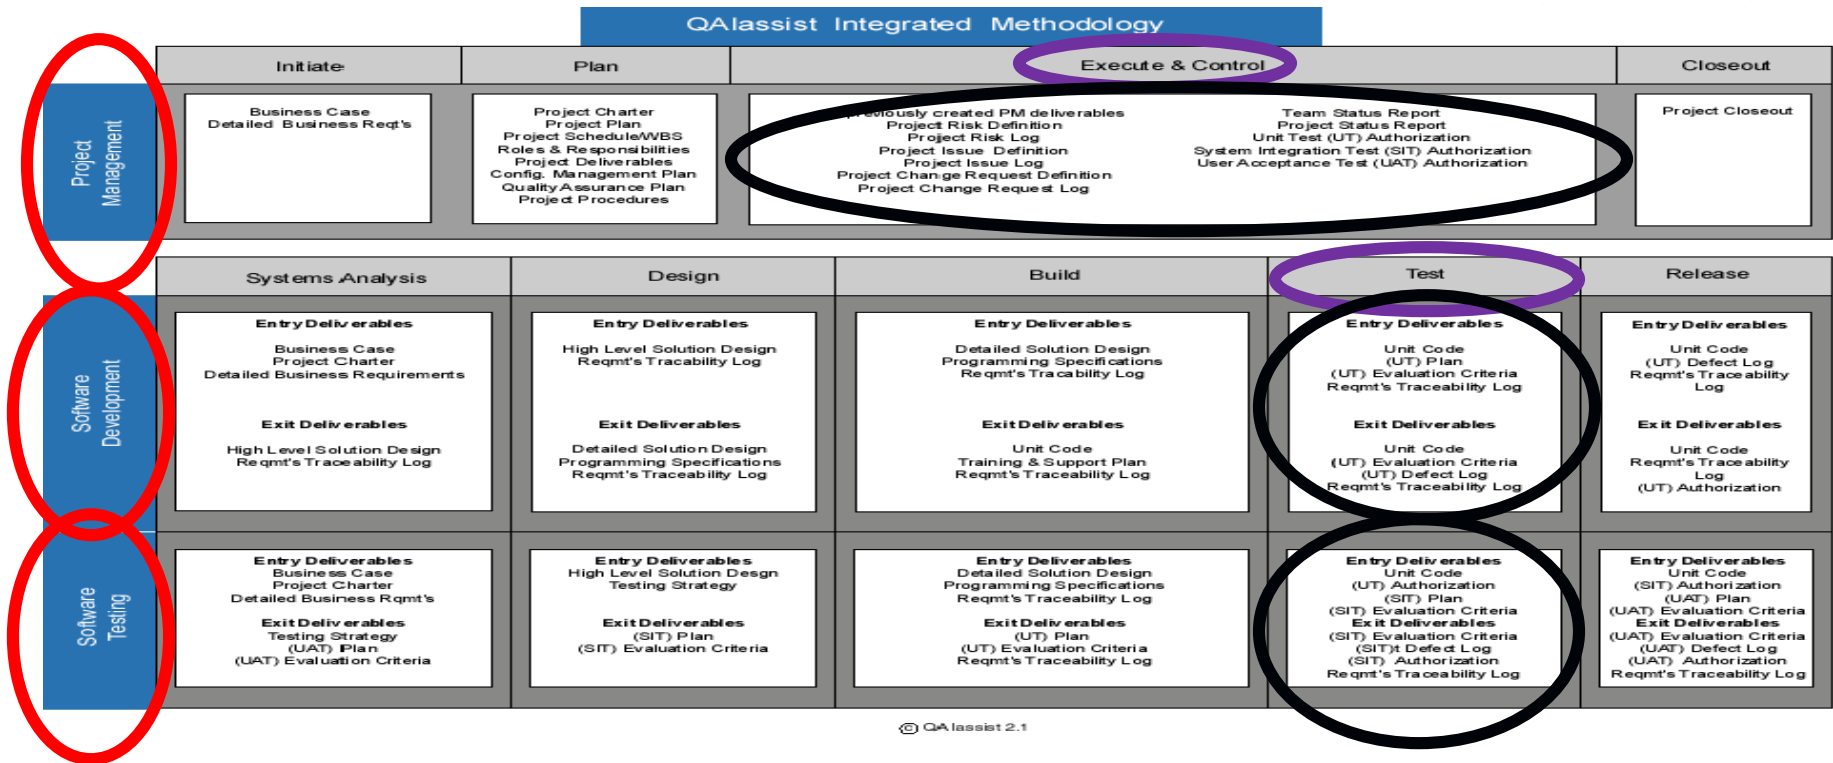 QAIassist Integrated Methodology
Initiate
Plan
Execute & Control
Closeout
Project
Management
Business Case
Detailed Business Reqt's
Project Charter
Project Plan
Project Schedule/WBS
Roles & Responsibilities
Project Deliverables
Config. Management Plan
Quality Assurance Plan
Project Procedures
created PM deliverables
Project Risk Definition
Project Risk Log
Project Issue Definition
Project Issue Log
Project Change Request Definition
Project Change Request Log
Team Status Report
Project Status Report
Unit Test (UT) Authorization
System Integration Test (SIT) Authorization
User Acceptance Test (UAT) Authorization
Project Closeout
Systems Analysis
Design
Build
Test
Release
Software
Development
Entry Deliverables
Business Case
Project Charter
Detailed Business Requirements
Exit Deliverables
High Level Solution Design
Reqmt's Traceability Log
Entry Deliverables
High Level Solution Design
Reqmt's Tracability Log
Exit Deliverables
Detailed Solution Design
Programming Specifications
Reqmt's Traceability Log
Entry Deliverables
Detailed Solution Design
Programming Specifications
Reqmt's Tracability Log
Exit Deliverables
Unit Code
Training & Support Plan
Reqmt's Traceability Log
Entry Deliverables
Unit Code
(UT) Plan
(UT) Evaluation Criteria
Reqmt's Traceability Log
Exit Deliverables
Unit Code
(UT) Evaluation Criteria
(UT) Defect Log
Reqmt's Traceability Log
Entry Deliverables
Unit Code
(UT) Defect Log
Reqmt's Traceability
Log
Exit Deliverables
Unit Code
Reqmt's Traceability
Log
(UT) Authorization
Software
Testing
Entry Deliverables
Business Case
Project Charter
Detailed Business Rqmt's
Exit Deliverables
Testing Strategy
(UAT) Plan
(UAT) Evaluation Criteria
Entry Deliverables
High Level Solution Desgn
Testing Strategy
Exit Deliverables
(SIT) Plan
(SIT) Evaluation Criteria
Entry Deliverables
Detailed Solution Design
Programming Specifications
Reqmt's Traceability Log
Exit Deliverables
(UT) Plan
(UT) Evaluation Criteria
Reqmt's Traceability Log
Entry Deliverables
Unit Code
(UT) Authorization
(SIT) Plan
(SIT) Evaluation Criteria
Exit Deliverables
(SIT) Evaluation Criteria
(SIT)t Defect Log
(SIT) Authorization
Reqmt's Traceability Log
Entry Deliverables
Unit Code
(SIT) Authorization
(UAT) Plan
(UAT) Evaluation Criteria
Exit Deliverables
(UAT) Evaluation Criteria
(UAT) Defect Log
(UAT) Authorization
Reqmt's Traceability Log
© QAIassist 2.1